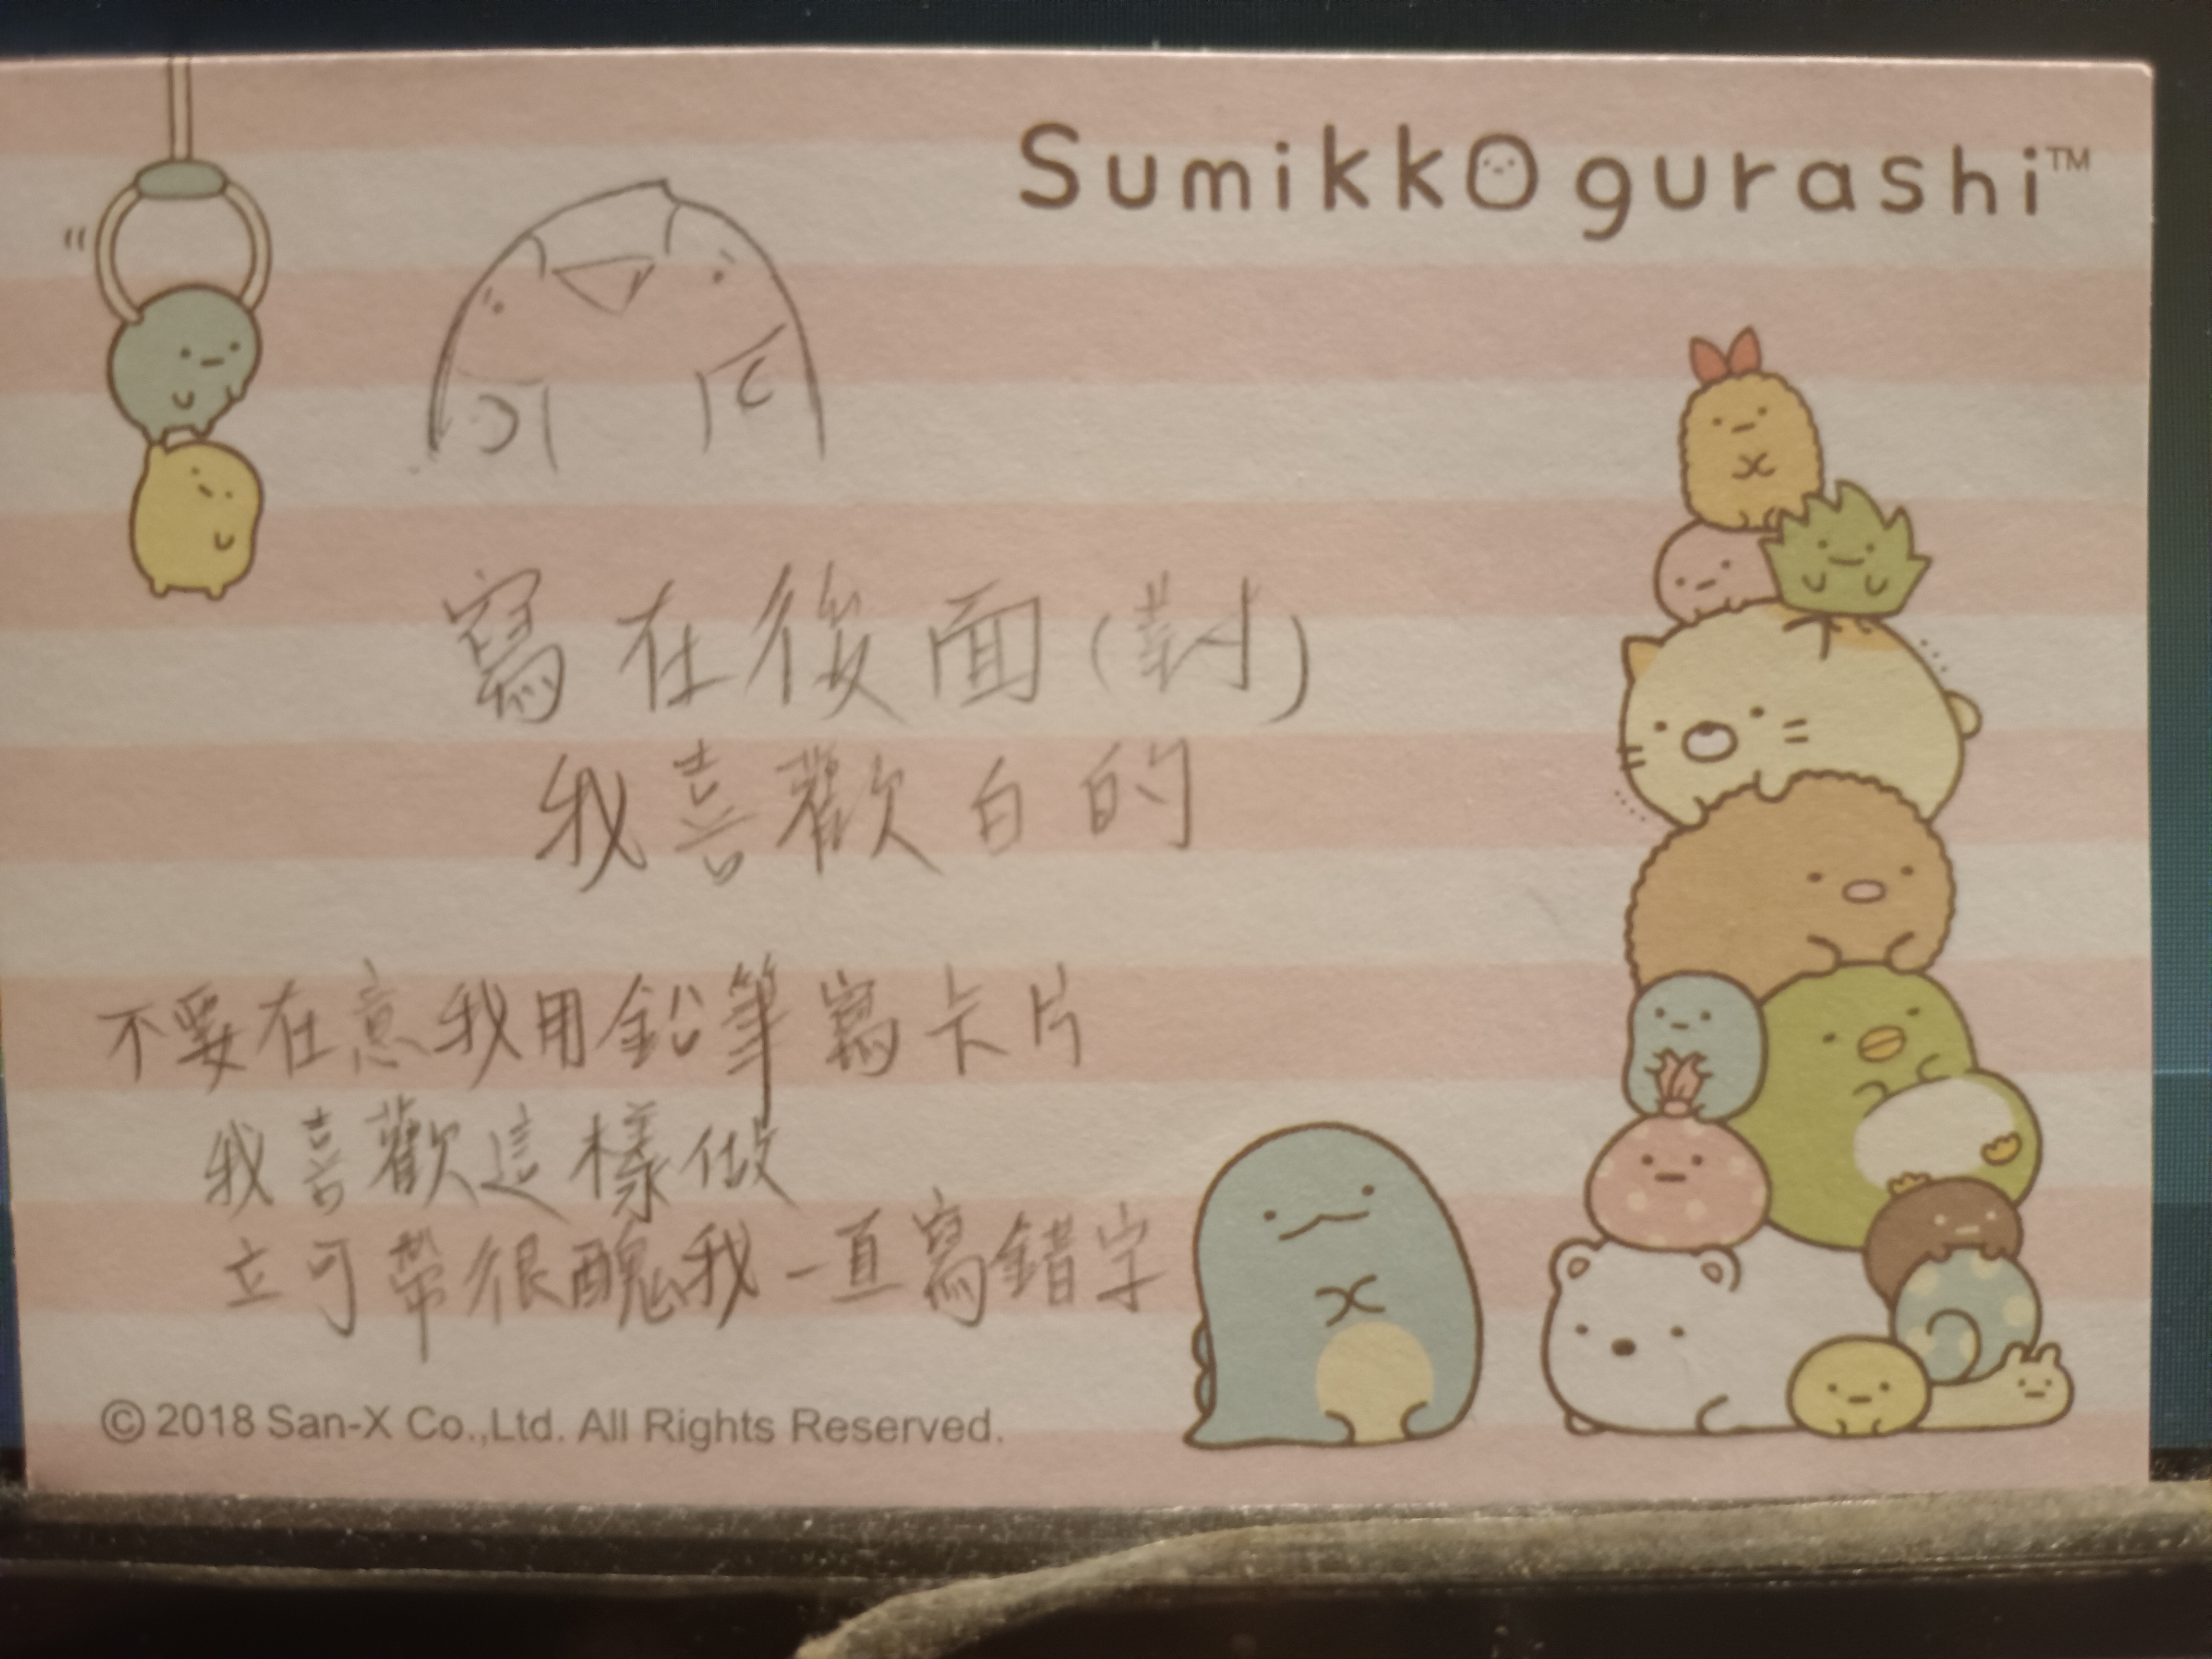 Sumikkogurashi™
寫在後面(對)
我喜歡白的
不要在意我用鉛筆寫卡片
我喜歡這樣做
立可帶很醜我一直寫錯字
© 2018 San-X Co.,Ltd. All Rights Reserved.